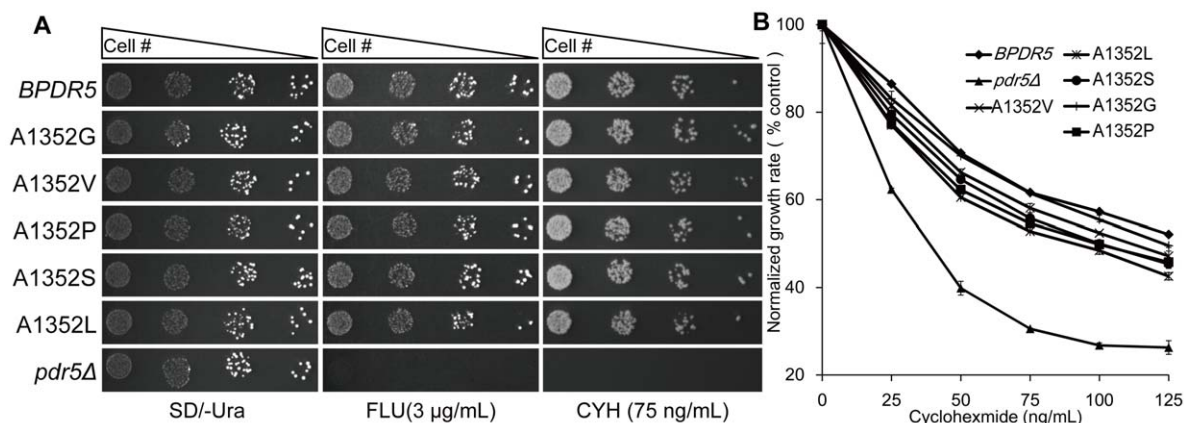 A
Cell #
Cell #
Cell #
BPDR5
A1352G
A1352V
A1352P
A1352S
A1352L
pdr5Δ
SD/-Ura
FLU(3 µg/mL)
CYH (75 ng/mL)
B
Normalized growth rate ( % control)
100
80
60
40
20
BPDR5
pdr5Δ
A1352V
A1352L
A1352S
A1352G
A1352P
0
25
50
75
100
125
Cyclohexmide (ng/mL)